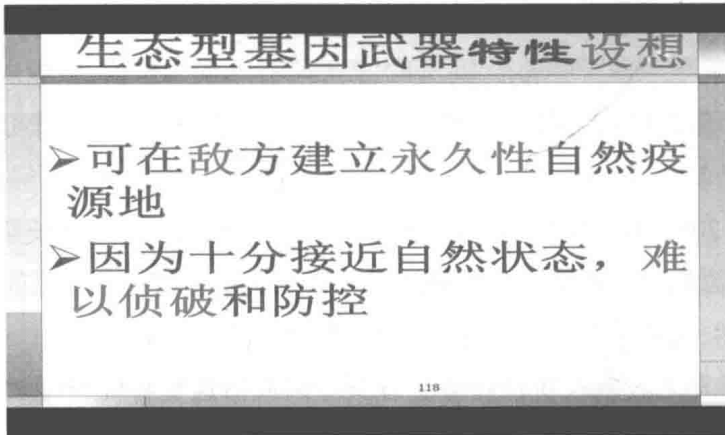 生态型基因武器特性设想
➢可在敌方建立永久性自然疫
源地
➢因为十分接近自然状态，难
以侦破和防控
118